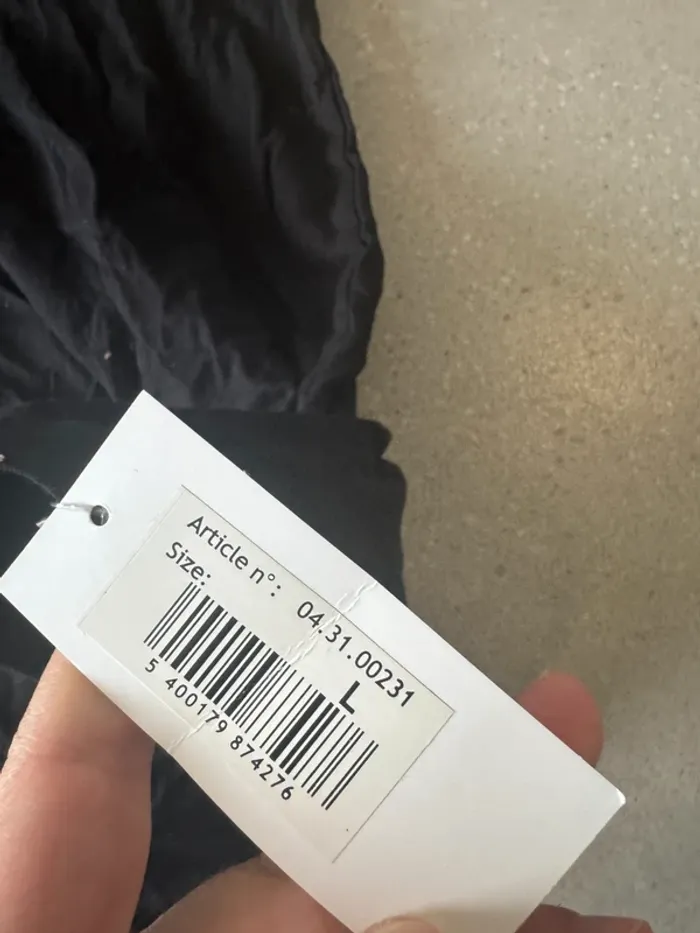 Article n°: 04.31.00231
Size: L
5 400179 874276